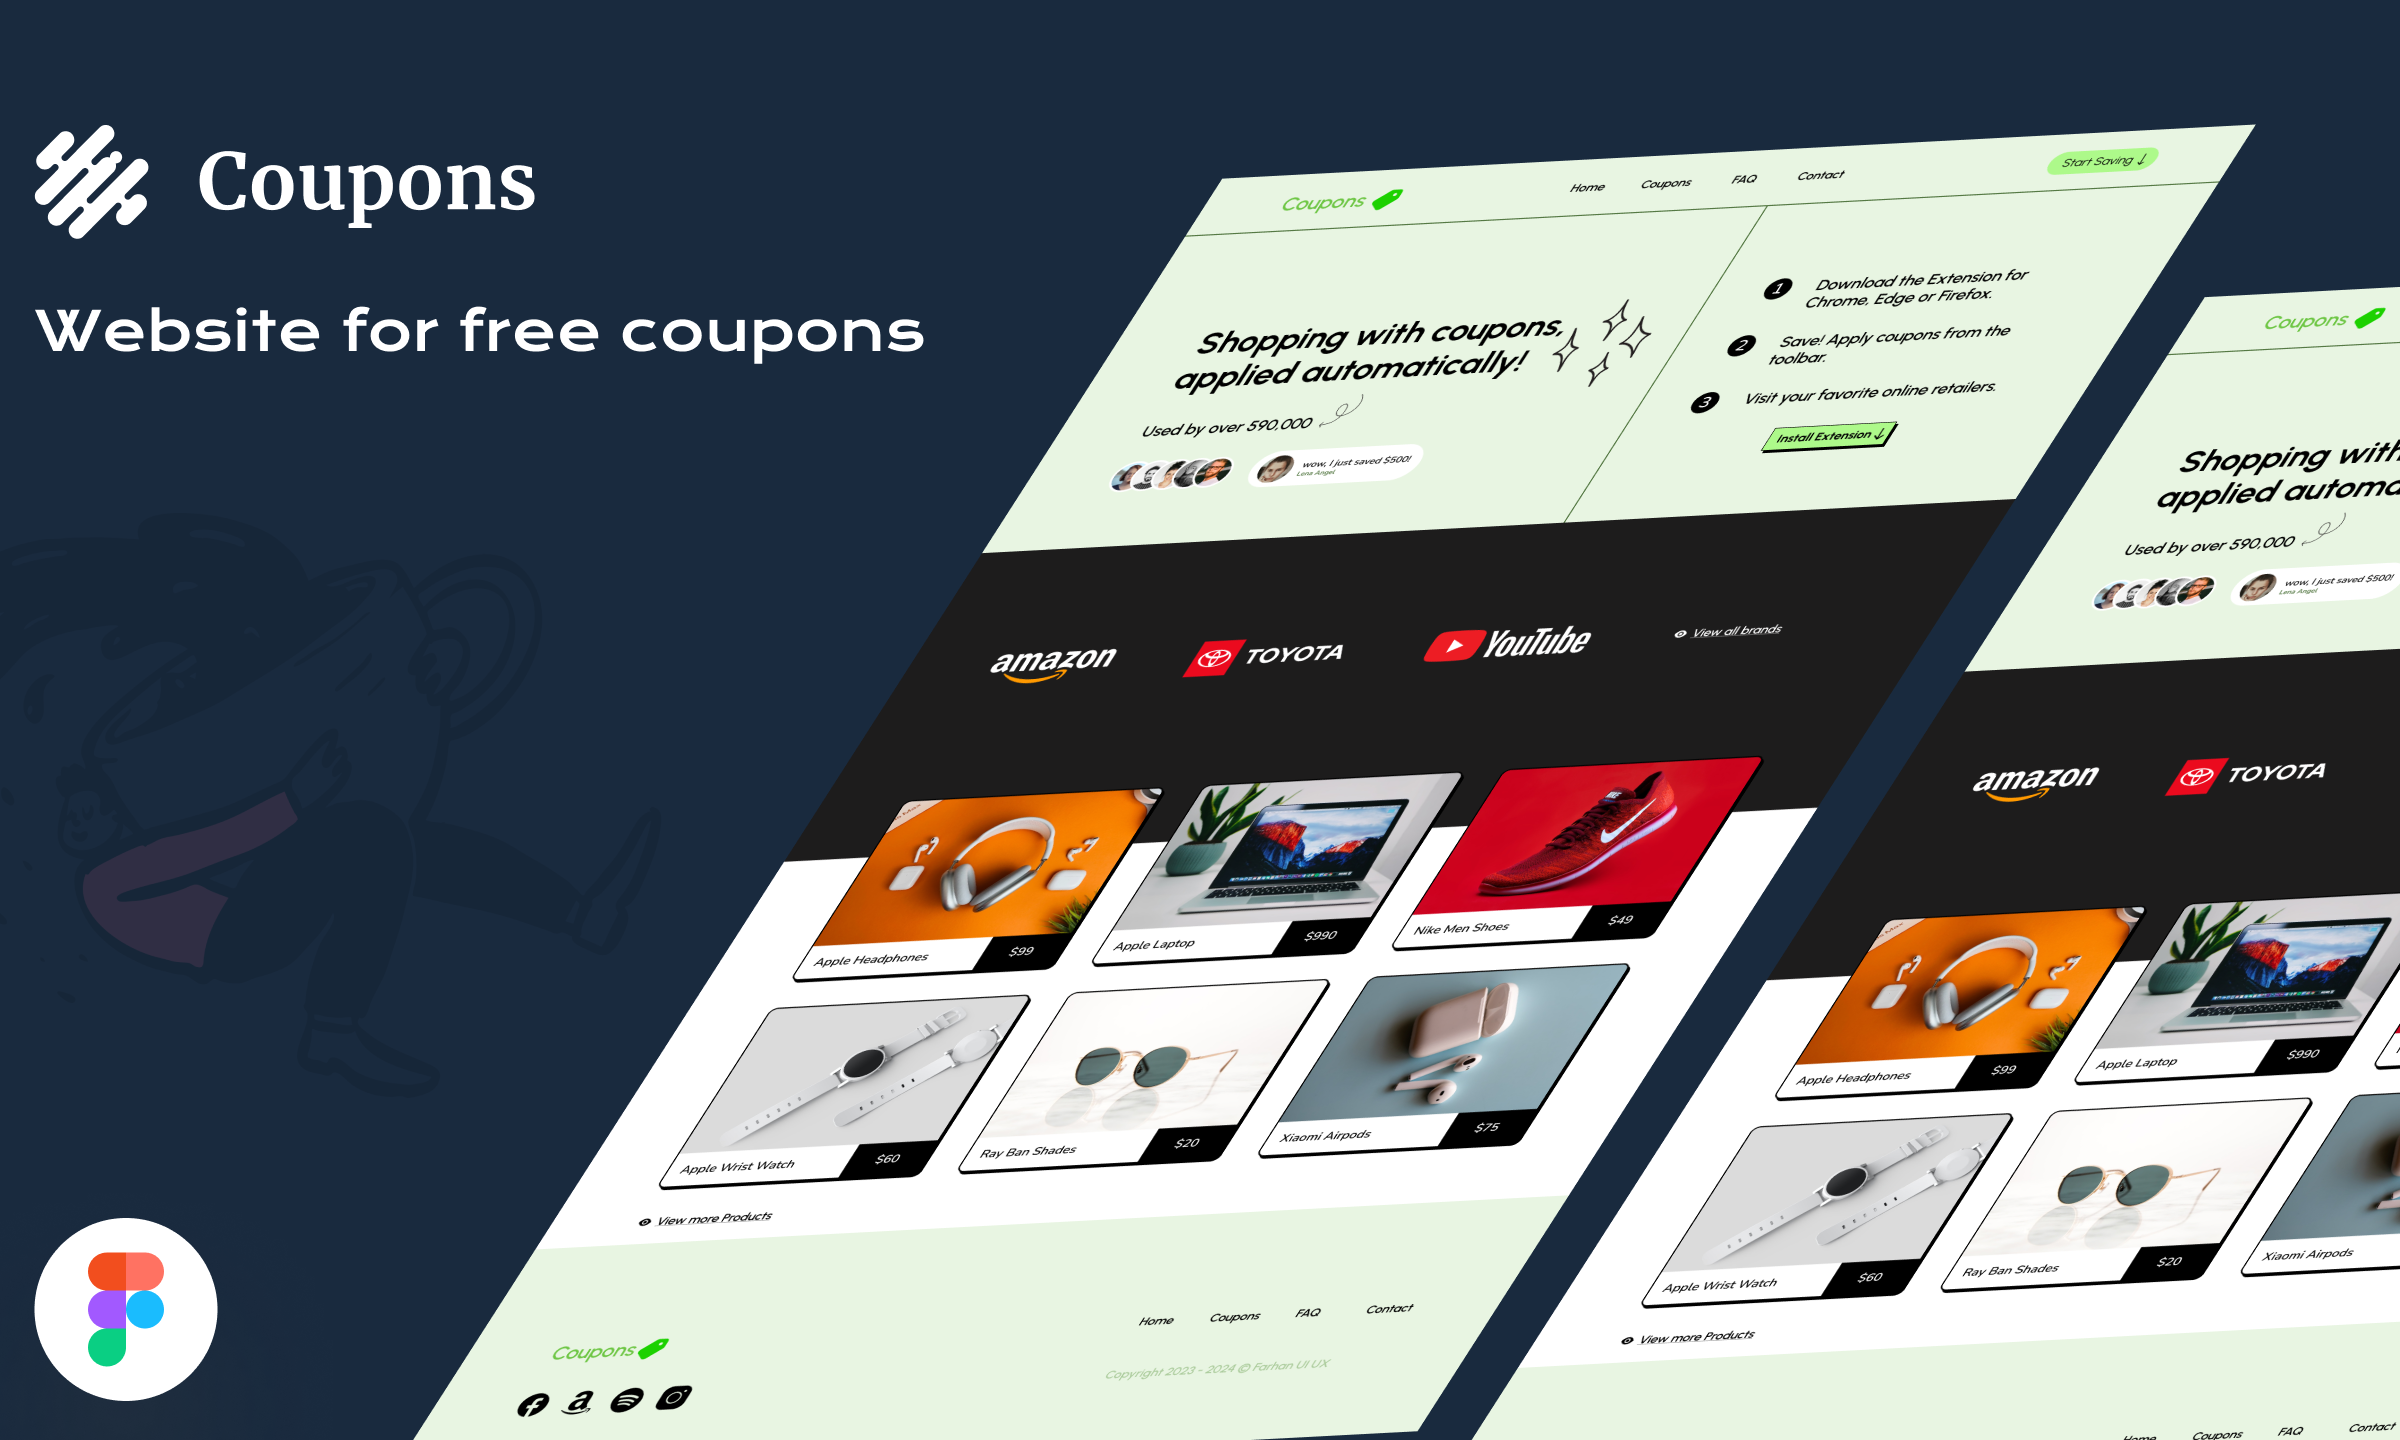 Coupons
Website for free coupons
Coupons
Home
Coupons
FAQ
Contact
Start Saving ↓
Shopping with coupons,
applied automatically!
Used by over 590,000
wow, I just saved $500!
Lena Angel
1 Download the Extension for
Chrome, Edge or Firefox.
2 Save! Apply coupons from the
toolbar.
3 Visit your favorite online retailers.
Install Extension ↓
amazon
TOYOTA
YouTube
View all brands
Apple Headphones
$99
Apple Laptop
$990
Nike Men Shoes
$49
Apple Wrist Watch
$60
Ray Ban Shades
$20
Xiaomi Airpods
$75
View more Products
Coupons
Home
Coupons
FAQ
Contact
Copyright 2023 - 2024 © Farhan UI UX
Coupons
Shopping with
applied automa
Used by over 590,000
wow, I just saved $500!
Lena Angel
amazon
TOYOTA
Apple Headphones
$99
Apple Laptop
$990
Apple Wrist Watch
$60
Ray Ban Shades
$20
Xiaomi Airpods
View more Products
Home
Coupons
FAQ
Contact